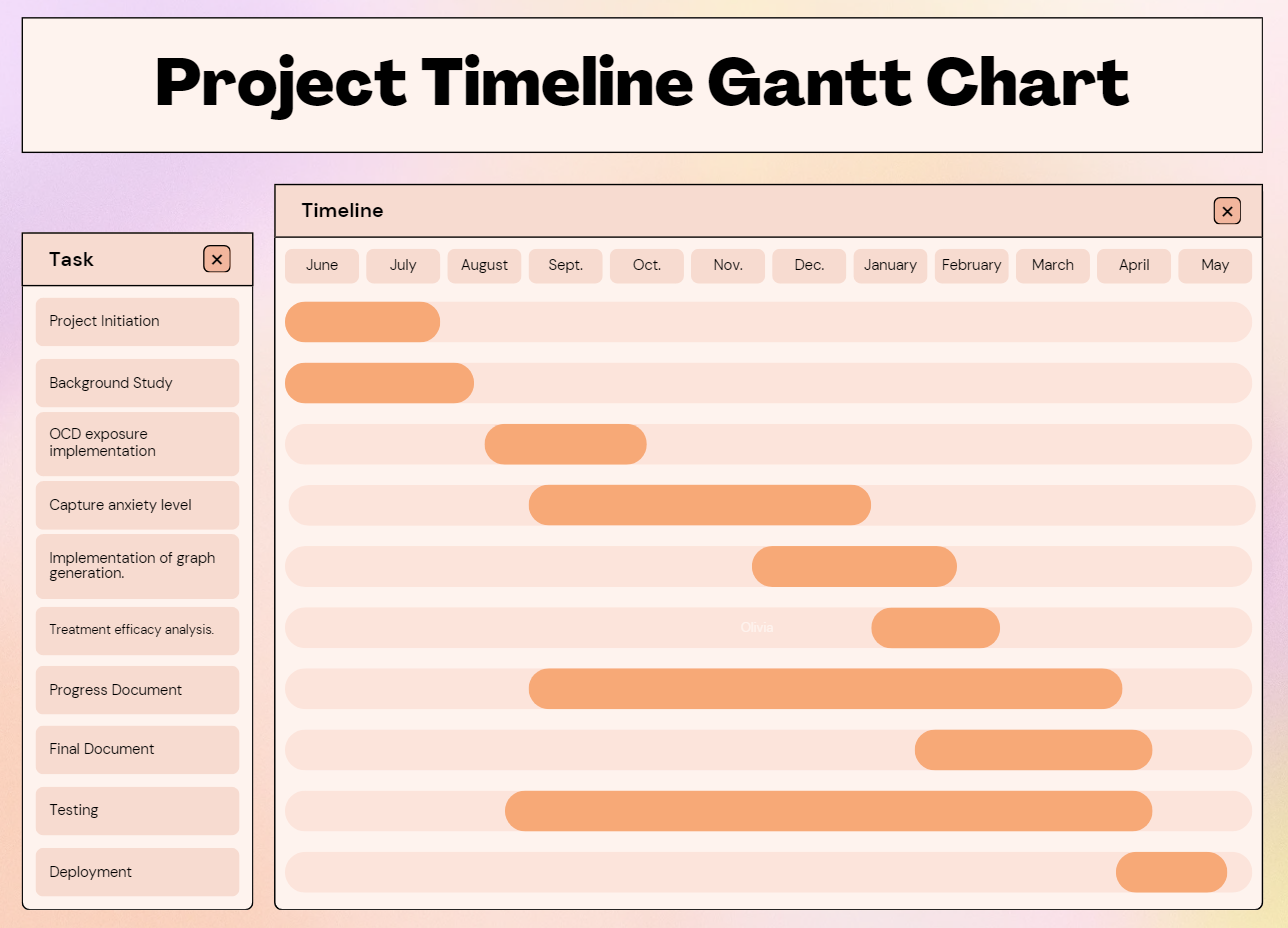 Project Timeline Gantt Chart
Timeline
Task
June July August Sept. Oct. Nov. Dec. January February March April May
Project Initiation
Background Study
OCD exposure
implementation
Capture anxiety level
Implementation of graph
generation.
Treatment efficacy analysis.
Olivia
Progress Document
Final Document
Testing
Deployment